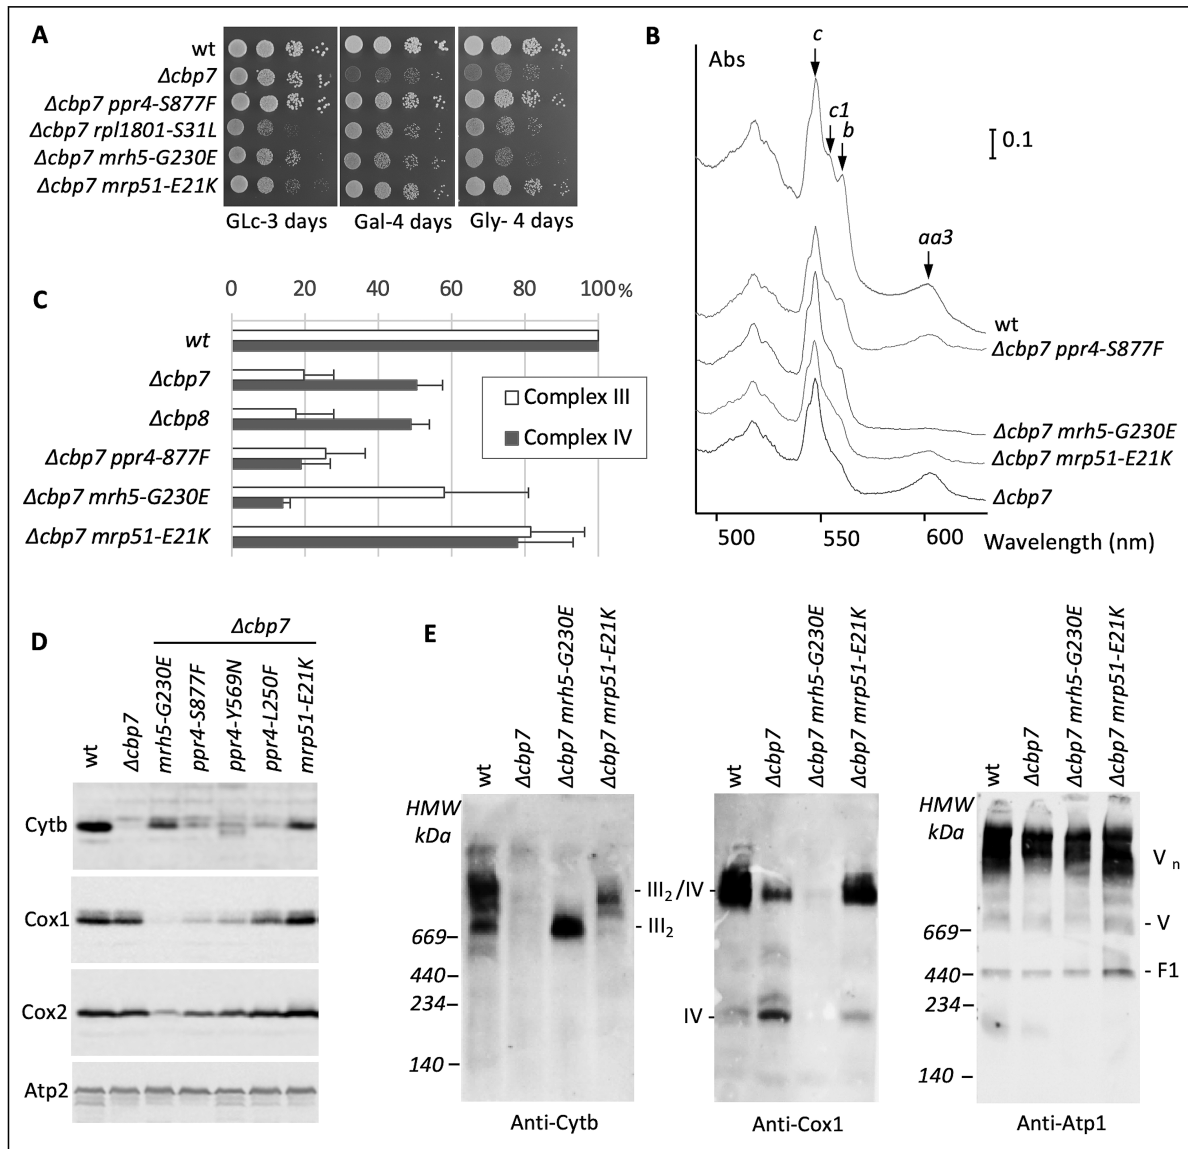 A
wt
Δcbp7
Δcbp7 ppr4-S877F
Δcbp7 rpl1801-S31L
Δcbp7 mrh5-G230E
Δcbp7 mrp51-E21K
GLc-3 days
Gal-4 days
Gly- 4 days
B
Abs
c
c1
b
aa3
0.1
wt
Δcbp7 ppr4-S877F
Δcbp7 mrh5-G230E
Δcbp7 mrp51-E21K
Δcbp7
500
550
600
Wavelength (nm)
C
0 20 40 60 80 100%
wt
Δcbp7
Δcbp8
Δcbp7 ppr4-877F
Δcbp7 mrh5-G230E
Δcbp7 mrp51-E21K
Complex III
Complex IV
D
Δcbp7
wt
Δcbp7
mrh5-G230E
ppr4-S877F
ppr4-Y569N
ppr4-L250F
mrp51-E21K
Cytb
Cox1
Cox2
Atp2
E
wt
Δcbp7
Δcbp7 mrh5-G230E
Δcbp7 mrp51-E21K
HMW
kDa
669
440
234
140
- III2/IV -
- III2
IV -
Anti-Cytb
wt
Δcbp7
Δcbp7 mrh5-G230E
Δcbp7 mrp51-E21K
Anti-Cox1
wt
Δcbp7
Δcbp7 mrh5-G230E
Δcbp7 mrp51-E21K
HMW
kDa
669
440
234
140
V n
- V
- F1
Anti-Atp1